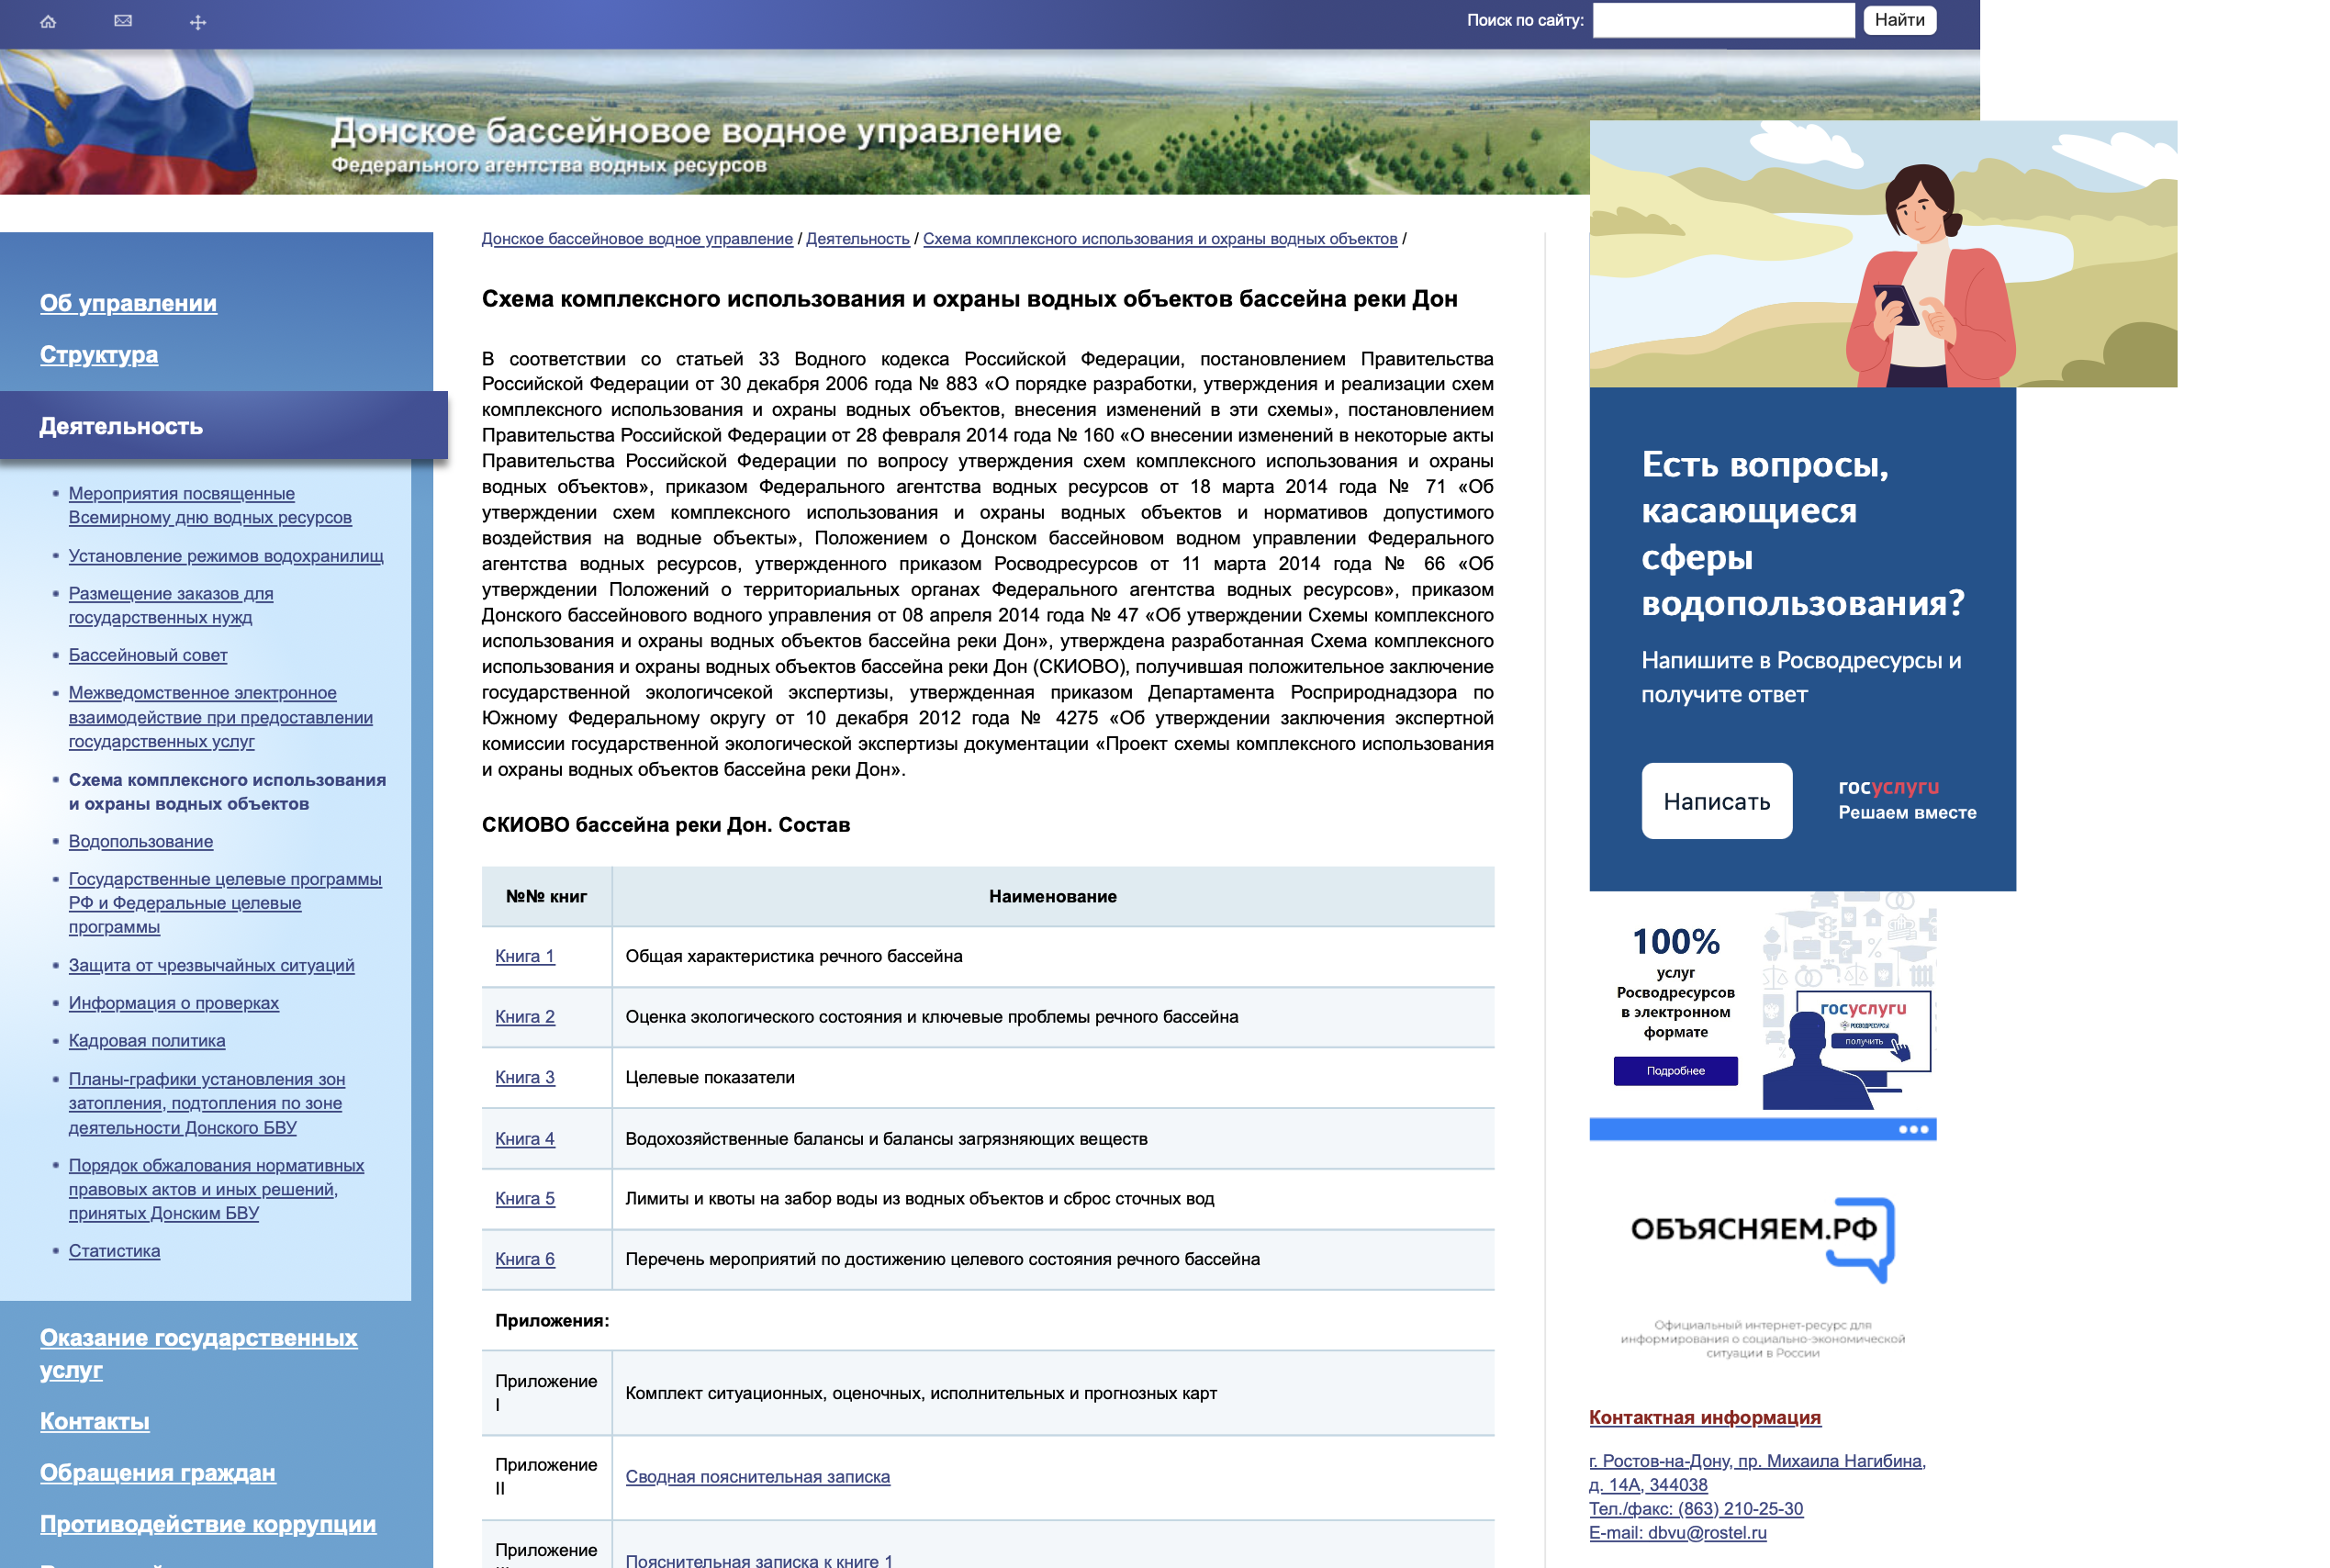 Поиск по сайту:
Найти
Донское бассейновое водное управление
Федерального агентства водных ресурсов
Об управлении
Структура
Деятельность
Мероприятия посвященные
Всемирному дню водных ресурсов
Установление режимов водохранилищ
Размещение заказов для
государственных нужд
Бассейновый совет
Межведомственное электронное
взаимодействие при предоставлении
государственных услуг
Схема комплексного использования
и охраны водных объектов
Водопользование
Государственные целевые программы
РФ и Федеральные целевые
программы
Защита от чрезвычайных ситуаций
Информация о проверках
Кадровая политика
Планы-графики установления зон
затопления, подтопления по зоне
деятельности Донского БВУ
Порядок обжалования нормативных
правовых актов и иных решений,
принятых Донским БВУ
Статистика
Оказание государственных
услуг
Контакты
Обращения граждан
Противодействие коррупции
Донское бассейновое водное управление / Деятельность / Схема комплексного использования и охраны водных объектов /
Схема комплексного использования и охраны водных объектов бассейна реки Дон
В соответствии со статьей 33 Водного кодекса Российской Федерации, постановлением Правительства
Российской Федерации от 30 декабря 2006 года № 883 «О порядке разработки, утверждения и реализации схем
комплексного использования и охраны водных объектов, внесения изменений в эти схемы», постановлением
Правительства Российской Федерации от 28 февраля 2014 года № 160 «О внесении изменений в некоторые акты
Правительства Российской Федерации по вопросу утверждения схем комплексного использования и охраны
водных объектов», приказом Федерального агентства водных ресурсов от 18 марта 2014 года № 71 «Об
утверждении схем комплексного использования и охраны водных объектов и нормативов допустимого
воздействия на водные объекты», Положением о Донском бассейновом водном управлении Федерального
агентства водных ресурсов, утвержденного приказом Росводресурсов от 11 марта 2014 года № 66 «Об
утверждении Положений о территориальных органах Федерального агентства водных ресурсов», приказом
Донского бассейнового водного управления от 08 апреля 2014 года № 47 «Об утверждении Схемы комплексного
использования и охраны водных объектов бассейна реки Дон», утверждена разработанная Схема комплексного
использования и охраны водных объектов бассейна реки Дон (СКИОВО), получившая положительное заключение
государственной экологичсекой экспертизы, утвержденная приказом Департамента Росприроднадзора по
Южному Федеральному округу от 10 декабря 2012 года № 4275 «Об утверждении заключения экспертной
комиссии государственной экологической экспертизы документации «Проект схемы комплексного использования
и охраны водных объектов бассейна реки Дон».
СКИОВО бассейна реки Дон. Состав
№№ книг Наименование
Книга 1 Общая характеристика речного бассейна
Книга 2 Оценка экологического состояния и ключевые проблемы речного бассейна
Книга 3 Целевые показатели
Книга 4 Водохозяйственные балансы и балансы загрязняющих веществ
Книга 5 Лимиты и квоты на забор воды из водных объектов и сброс сточных вод
Книга 6 Перечень мероприятий по достижению целевого состояния речного бассейна
Приложения:
Приложение
I
Комплект ситуационных, оценочных, исполнительных и прогнозных карт
Приложение
II
Сводная пояснительная записка
Приложение
Пояснительная записка к книге 1
Есть вопросы,
касающиеся
сферы
водопользования?
Напишите в Росводресурсы и
получите ответ
Написать
госуслуги
Решаем вместе
100%
услуг
Росводресурсов
в электронном
формате
Подробнее
госуслуги
РОСВОДРЕСУРСЫ
получить
ОБЪЯСНЯЕМ.РФ
Официальный интернет-ресурс для
информирования о социально-экономической
ситуации в России
Контактная информация
г. Ростов-на-Дону, пр. Михаила Нагибина,
д. 14А, 344038
Тел./факс: (863) 210-25-30
E-mail: dbvu@rostel.ru